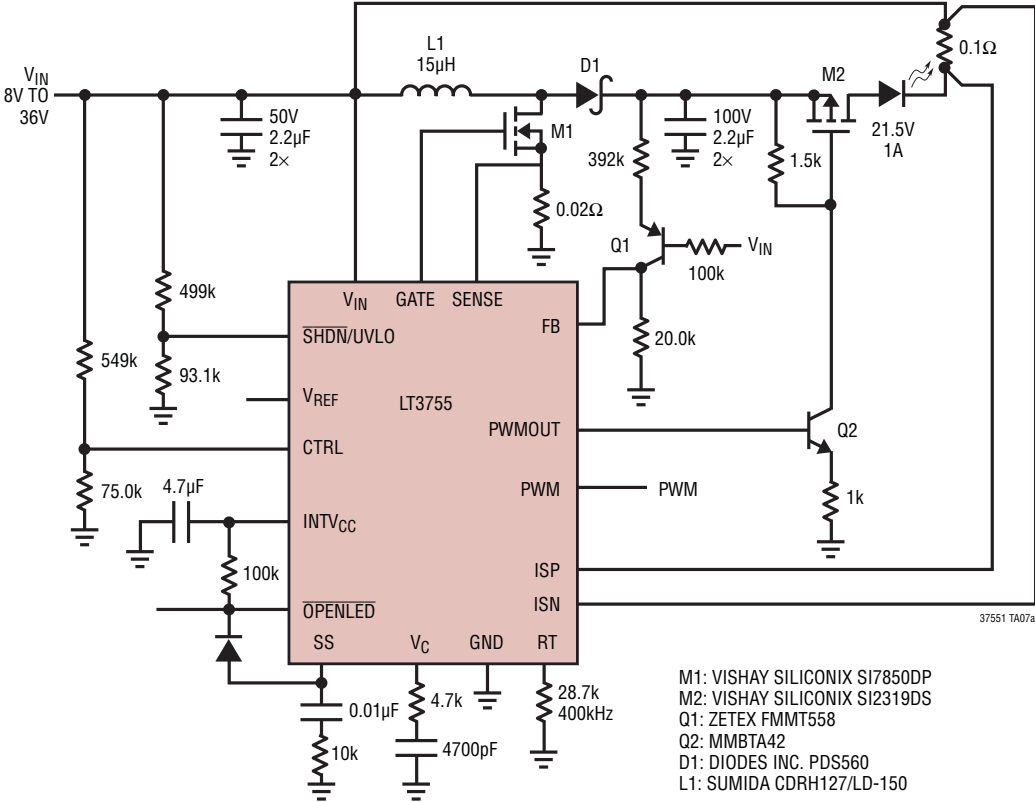 L1
15µH
D1
M2
0.1Ω
VIN
8V TO
36V
50V
2.2µF
2×
M1
392k
100V
2.2µF
2×
1.5k
21.5V
1A
0.02Ω
Q1
VIN
100k
499k
VIN
GATE
SENSE
FB
SHDN/UVLO
20.0k
549k
93.1k
VREF
LT3755
PWMOUT
Q2
CTRL
75.0k
4.7µF
PWM
PWM
1k
INTVCC
100k
ISP
OPENLED
ISN
37551 TA07a
SS
VC
GND
RT
0.01µF
4.7k
28.7k
400kHz
10k
4700pF
M1: VISHAY SILICONIX SI7850DP
M2: VISHAY SILICONIX SI2319DS
Q1: ZETEX FMMT558
Q2: MMBTA42
D1: DIODES INC. PDS560
L1: SUMIDA CDRH127/LD-150